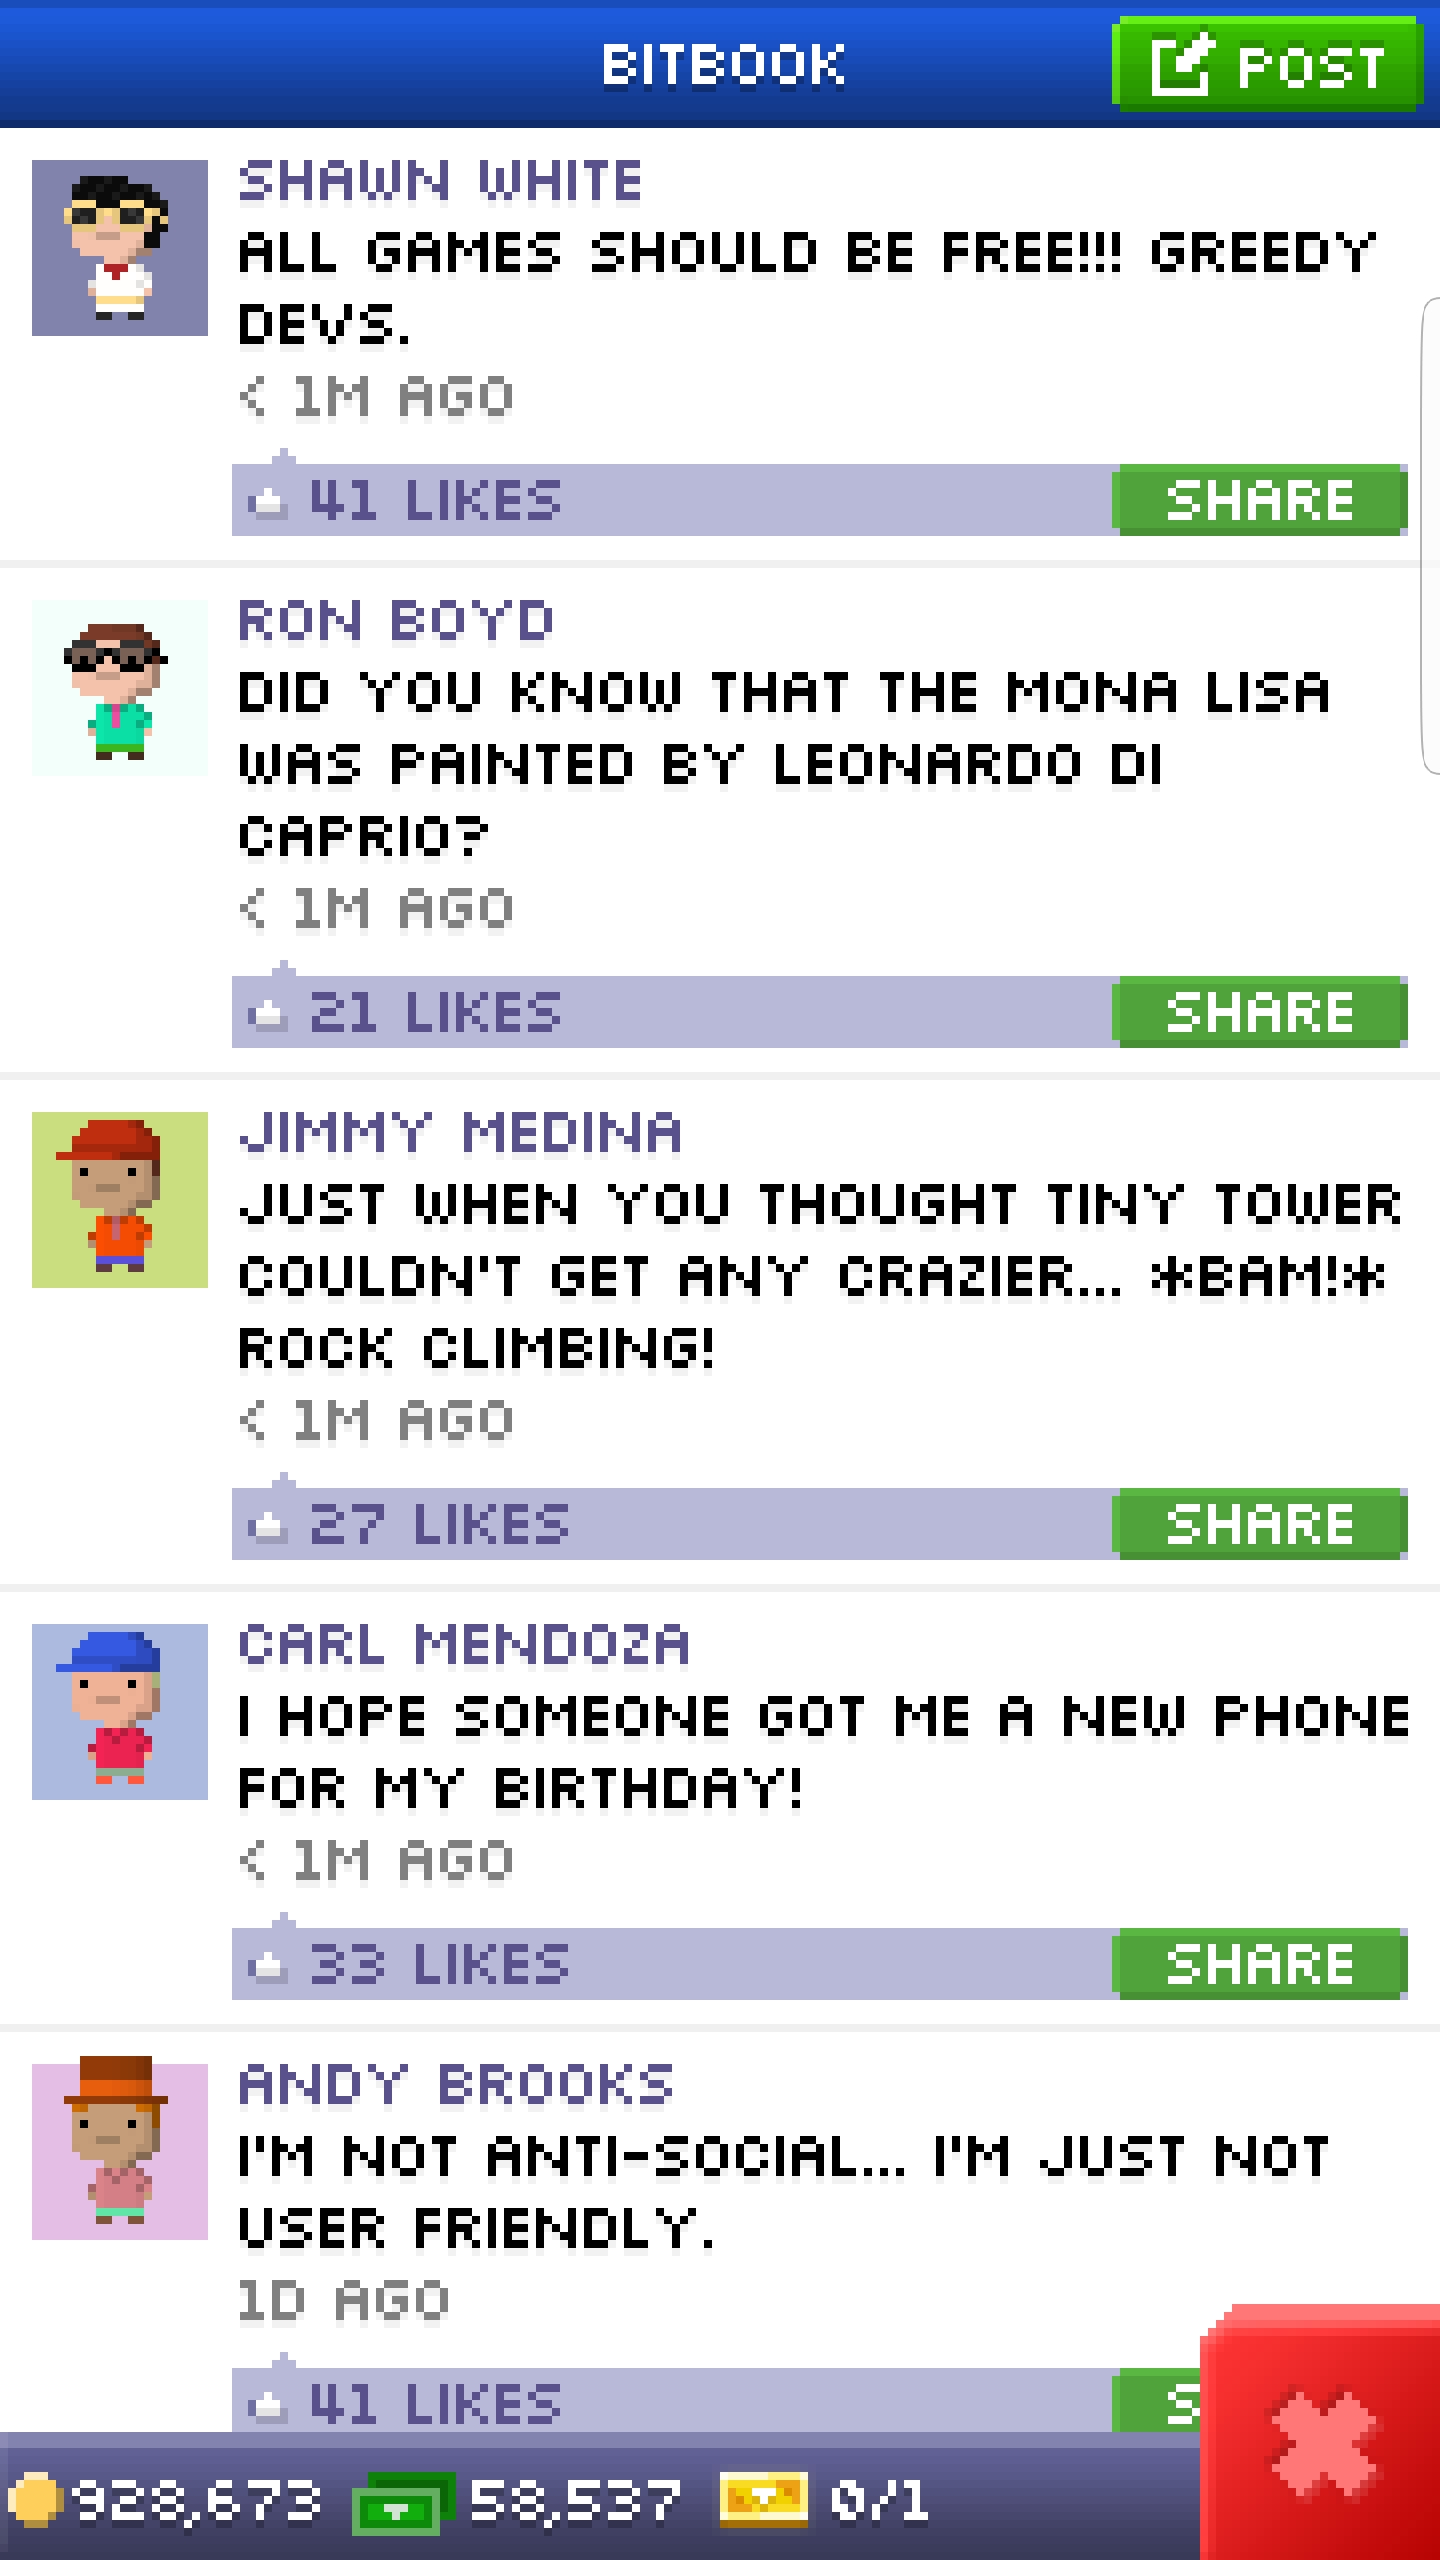 BITBOOK
POST
SHAWN WHITE
ALL GAMES SHOULD BE FREE!!! GREEDY
DEVS.
< 1M AGO
41 LIKES
SHARE
RON BOYD
DID YOU KNOW THAT THE MONA LISA
WAS PAINTED BY LEONARDO DI
CAPRIO?
< 1M AGO
21 LIKES
SHARE
JIMMY MEDINA
JUST WHEN YOU THOUGHT TINY TOWER
COULDN'T GET ANY CRAZIER... *BAM!*
ROCK CLIMBING!
< 1M AGO
27 LIKES
SHARE
CARL MENDOZA
I HOPE SOMEONE GOT ME A NEW PHONE
FOR MY BIRTHDAY!
< 1M AGO
33 LIKES
SHARE
ANDY BROOKS
I'M NOT ANTI-SOCIAL... I'M JUST NOT
USER FRIENDLY.
1D AGO
41 LIKES
928,673 58,537 0/1